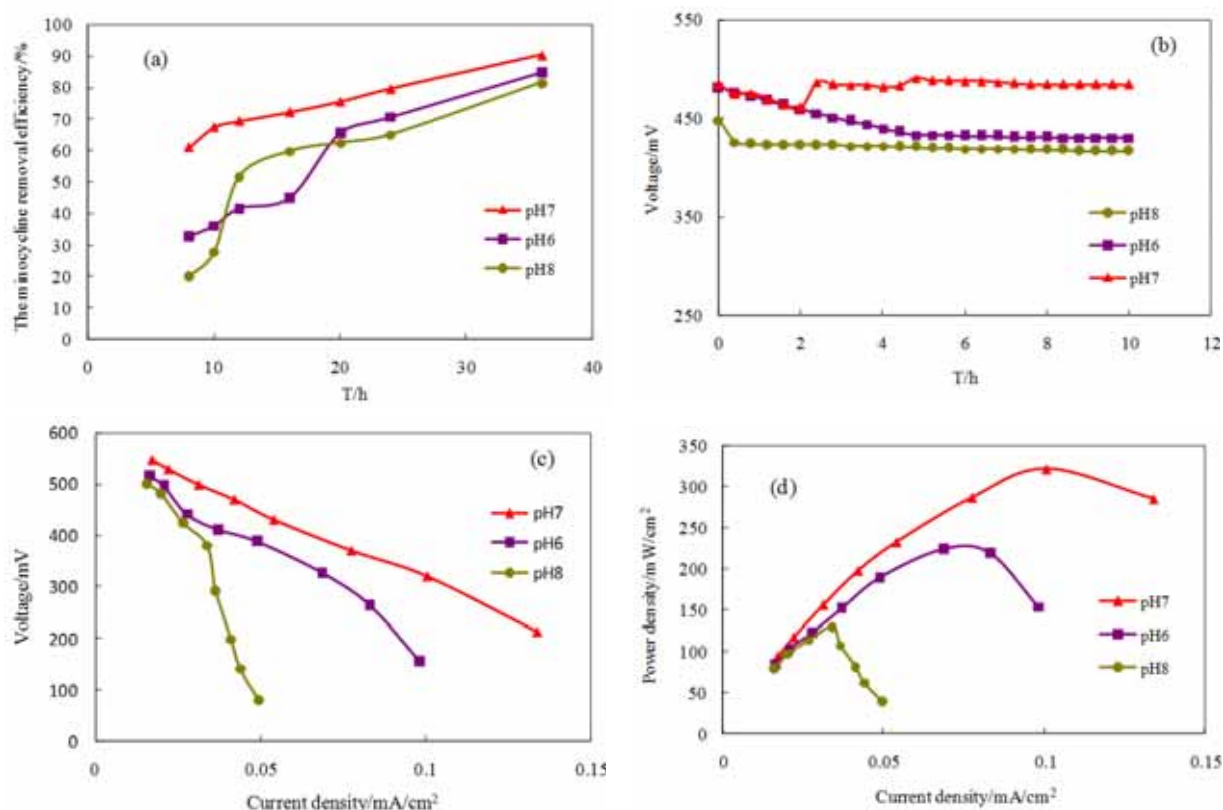 (a)
The minocycline removal efficiency/%
100
90
80
70
60
50
40
30
20
10
0
0
10
20
30
40
T/h
pH7
pH6
pH8
(b)
Voltage/mV
550
450
350
250
0
2
4
6
8
10
12
T/h
pH8
pH6
pH7
(c)
Voltage/mV
600
500
400
300
200
100
0
0
0.05
0.1
0.15
Current density/mA/cm²
pH7
pH6
pH8
(d)
Power density/mW/cm²
350
300
250
200
150
100
50
0
0
0.05
0.1
0.15
Current density/mA/cm²
pH7
pH6
pH8